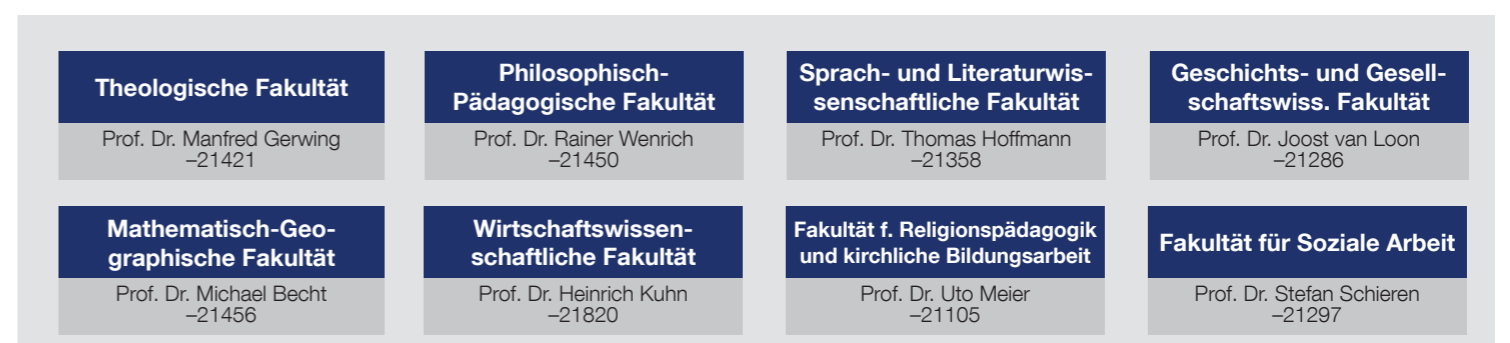 Theologische Fakultät
Prof. Dr. Manfred Gerwing
–21421
Philosophisch-
Pädagogische Fakultät
Prof. Dr. Rainer Wenrich
–21450
Sprach- und Literaturwis-
senschaftliche Fakultät
Prof. Dr. Thomas Hoffmann
–21358
Geschichts- und Gesell-
schaftswiss. Fakultät
Prof. Dr. Joost van Loon
–21286
Mathematisch-Geo-
graphische Fakultät
Prof. Dr. Michael Becht
–21456
Wirtschaftswissen-
schaftliche Fakultät
Prof. Dr. Heinrich Kuhn
–21820
Fakultät f. Religionspädagogik
und kirchliche Bildungsarbeit
Prof. Dr. Uto Meier
–21105
Fakultät für Soziale Arbeit
Prof. Dr. Stefan Schieren
–21297